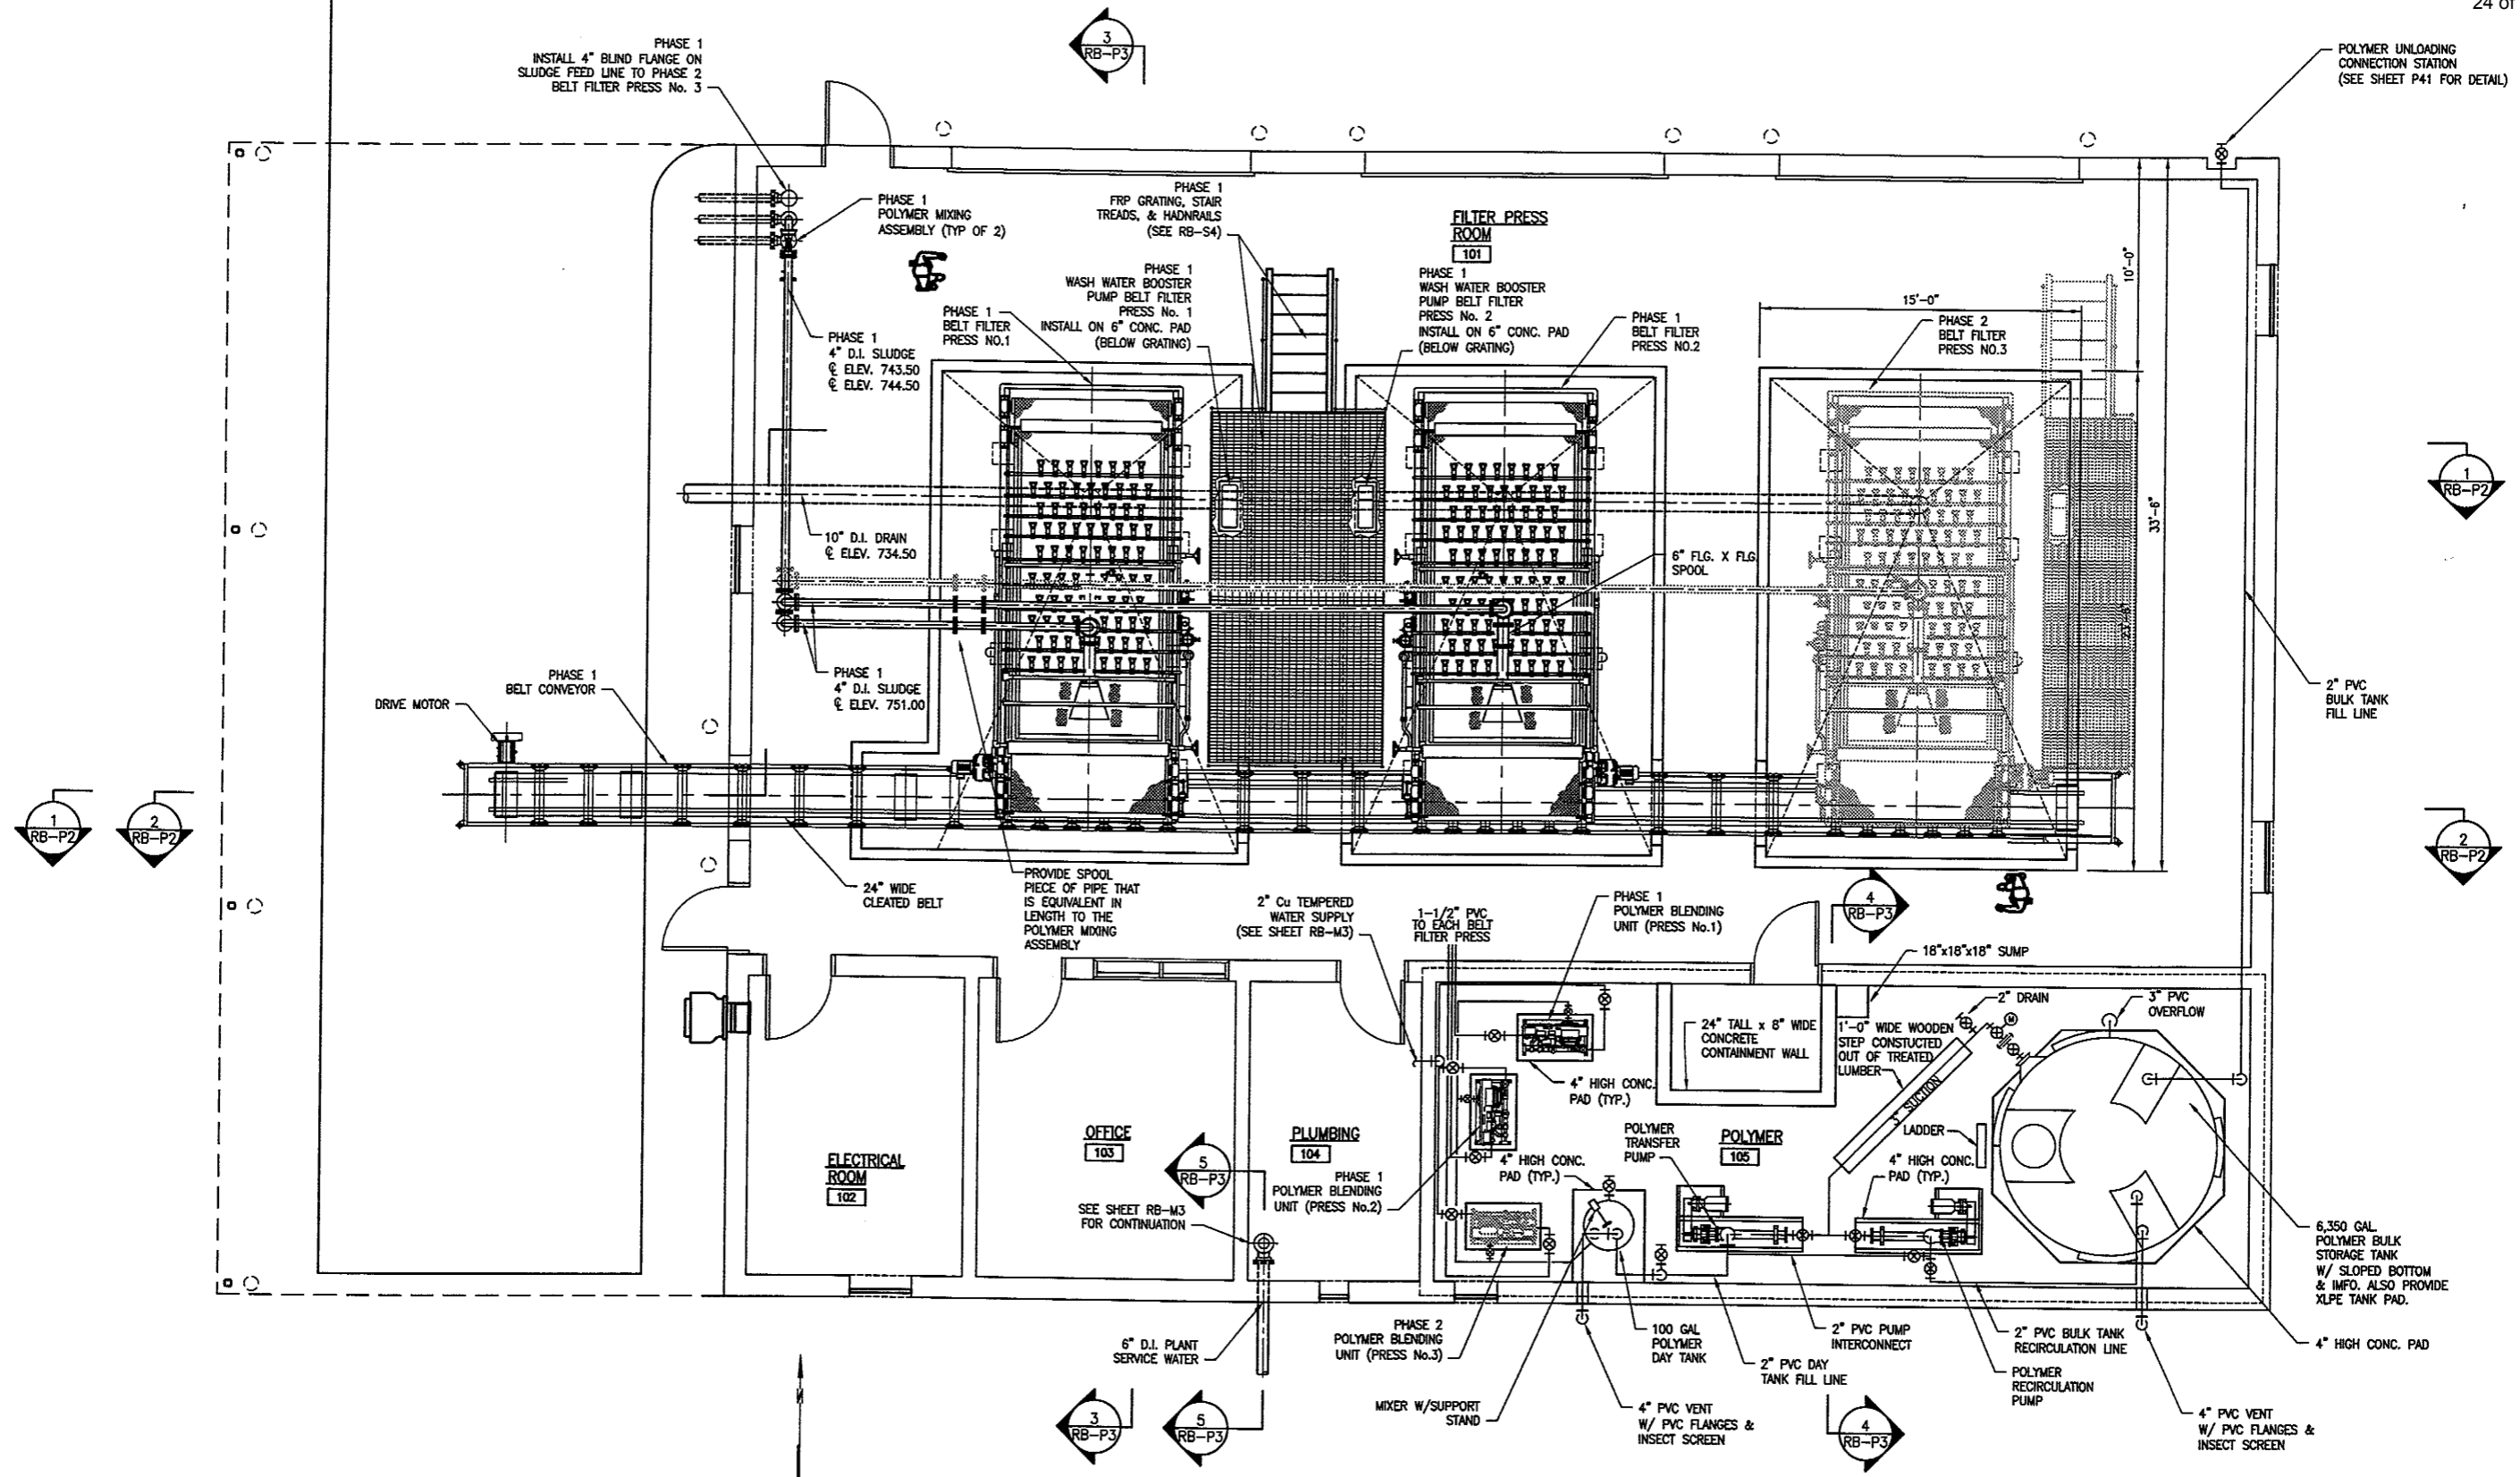 24 of
3
RB-P3
PHASE 1
INSTALL 4" BLIND FLANGE ON
SLUDGE FEED LINE TO PHASE 2
BELT FILTER PRESS No. 3
POLYMER UNLOADING
CONNECTION STATION
(SEE SHEET P41 FOR DETAIL)
PHASE 1
POLYMER MIXING
ASSEMBLY (TYP OF 2)
PHASE 1
FRP GRATING, STAIR
TREADS, & HADNRAILS
(SEE RB-S4)
FILTER PRESS
ROOM
101
PHASE 1
WASH WATER BOOSTER
PUMP BELT FILTER
PRESS No. 1
INSTALL ON 6" CONC. PAD
(BELOW GRATING)
PHASE 1
WASH WATER BOOSTER
PUMP BELT FILTER
PRESS No. 2
INSTALL ON 6" CONC. PAD
(BELOW GRATING)
PHASE 1
BELT FILTER
PRESS NO.1
PHASE 1
BELT FILTER
PRESS NO.2
15'-0"
PHASE 2
BELT FILTER
PRESS NO.3
10'-0"
33'-6"
23'-6"
PHASE 1
4" D.I. SLUDGE
℄ ELEV. 743.50
℄ ELEV. 744.50
1
RB-P2
10" D.I. DRAIN
℄ ELEV. 734.50
6" FLG. X FLG.
SPOOL
PHASE 1
4" D.I. SLUDGE
℄ ELEV. 751.00
PHASE 1
BELT CONVEYOR
DRIVE MOTOR
2" PVC
BULK TANK
FILL LINE
1
RB-P2
2
RB-P2
2
RB-P2
24" WIDE
CLEATED BELT
PROVIDE SPOOL
PIECE OF PIPE THAT
IS EQUIVALENT IN
LENGTH TO THE
POLYMER MIXING
ASSEMBLY
2" Cu TEMPERED
WATER SUPPLY
(SEE SHEET RB-M3)
1-1/2" PVC
TO EACH BELT
FILTER PRESS
PHASE 1
POLYMER BLENDING
UNIT (PRESS No.1)
4
RB-P3
18"x18"x18" SUMP
2" DRAIN
M
3" PVC
OVERFLOW
24" TALL x 8" WIDE
CONCRETE
CONTAINMENT WALL
1'-0" WIDE WOODEN
STEP CONSTUCTED
OUT OF TREATED
LUMBER
4" HIGH CONC.
PAD (TYP.)
3" SUCTION
LADDER
ELECTRICAL
ROOM
102
OFFICE
103
5
RB-P3
PLUMBING
104
PHASE 1
POLYMER BLENDING
UNIT (PRESS No.2)
4" HIGH CONC.
PAD (TYP.)
POLYMER
TRANSFER
PUMP
POLYMER
105
4" HIGH CONC.
PAD (TYP.)
SEE SHEET RB-M3
FOR CONTINUATION
6,350 GAL
POLYMER BULK
STORAGE TANK
W/ SLOPED BOTTOM
& IMFO. ALSO PROVIDE
XLPE TANK PAD.
6" D.I. PLANT
SERVICE WATER
PHASE 2
POLYMER BLENDING
UNIT (PRESS No.3)
100 GAL
POLYMER
DAY TANK
2" PVC PUMP
INTERCONNECT
2" PVC BULK TANK
RECIRCULATION LINE
4" HIGH CONC. PAD
2" PVC DAY
TANK FILL LINE
POLYMER
RECIRCULATION
PUMP
3
RB-P3
5
RB-P3
MIXER W/SUPPORT
STAND
4" PVC VENT
W/ PVC FLANGES &
INSECT SCREEN
4
RB-P3
4" PVC VENT
W/ PVC FLANGES &
INSECT SCREEN